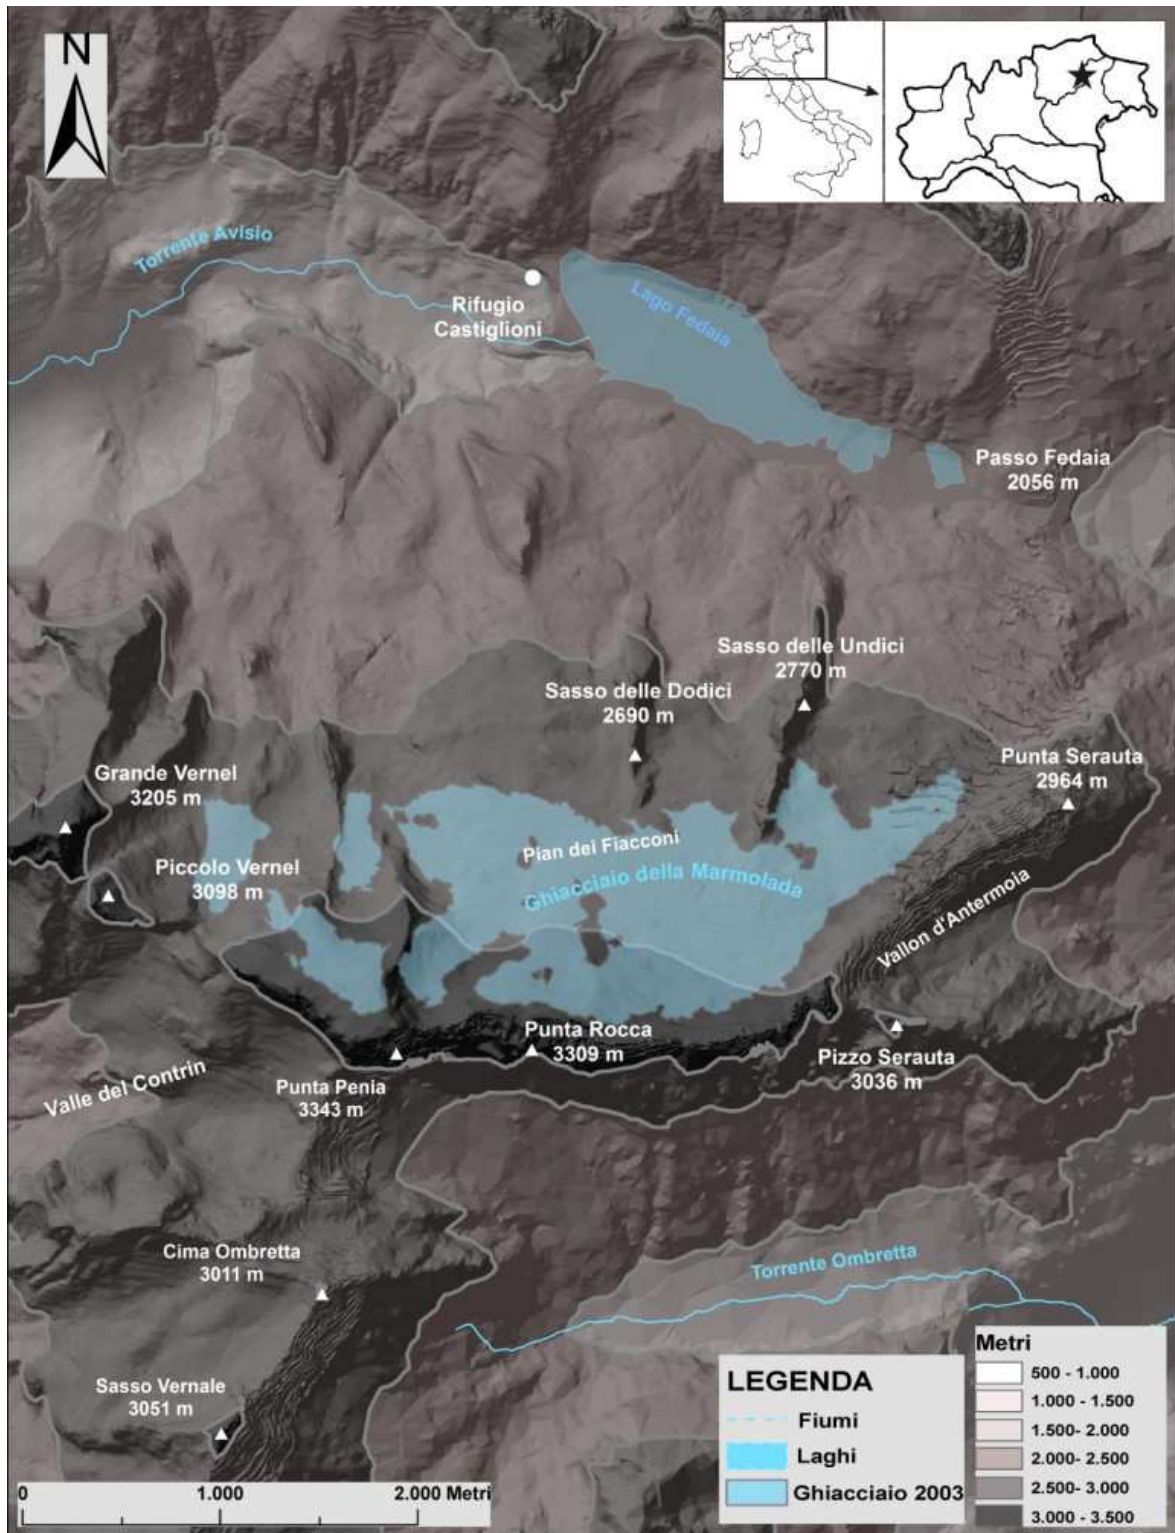 N
Torrente Avisio
Rifugio
Castiglioni
Lago Fedaia
Passo Fedaia
2056 m
Sasso delle Undici
2770 m
Sasso delle Dodici
2690 m
Punta Serauta
2964 m
Grande Vernel
3205 m
Pian dei Fiacconi
Piccolo Vernel
3098 m
Ghiacciaio della Marmolada
Vallon d'Antermoia
Punta Rocca
3309 m
Pizzo Serauta
3036 m
Valle del Contrin
Punta Penia
3343 m
Cima Ombretta
3011 m
Torrente Ombretta
Sasso Vernale
3051 m
LEGENDA
Fiumi
Laghi
Ghiacciaio 2003
Metri
500 - 1.000
1.000 - 1.500
1.500- 2.000
2.000- 2.500
2.500- 3.000
3.000 - 3.500
0 1.000 2.000 Metri